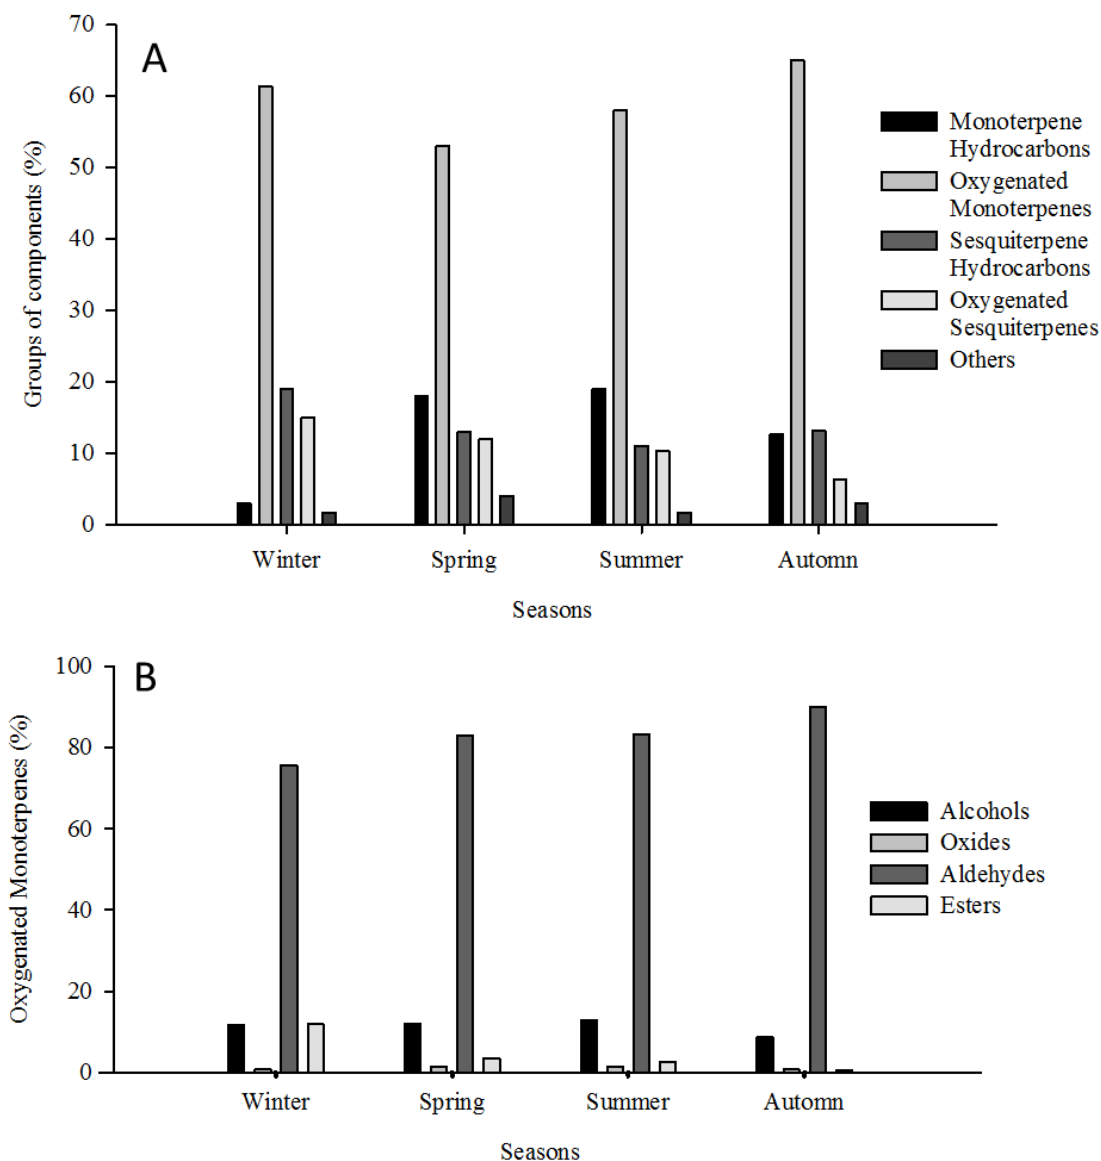 A
Groups of components (%)
70
60
50
40
30
20
10
0
Winter
Spring
Summer
Automn
Seasons
Monoterpene
Hydrocarbons
Oxygenated
Monoterpenes
Sesquiterpene
Hydrocarbons
Oxygenated
Sesquiterpenes
Others
B
Oxygenated Monoterpenes (%)
100
80
60
40
20
0
Winter
Spring
Summer
Automn
Seasons
Alcohols
Oxides
Aldehydes
Esters